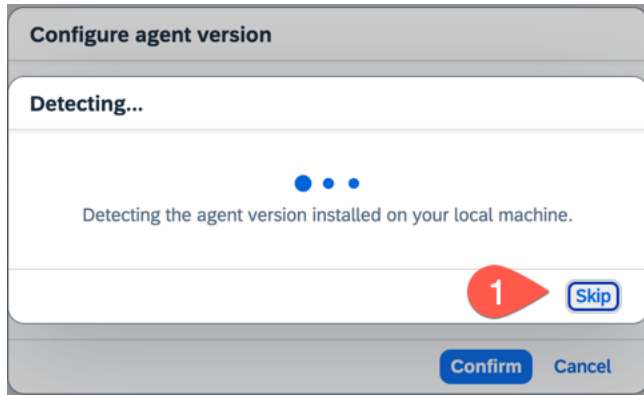 Configure agent version
Detecting...
Detecting the agent version installed on your local machine.
1
Skip
Confirm
Cancel